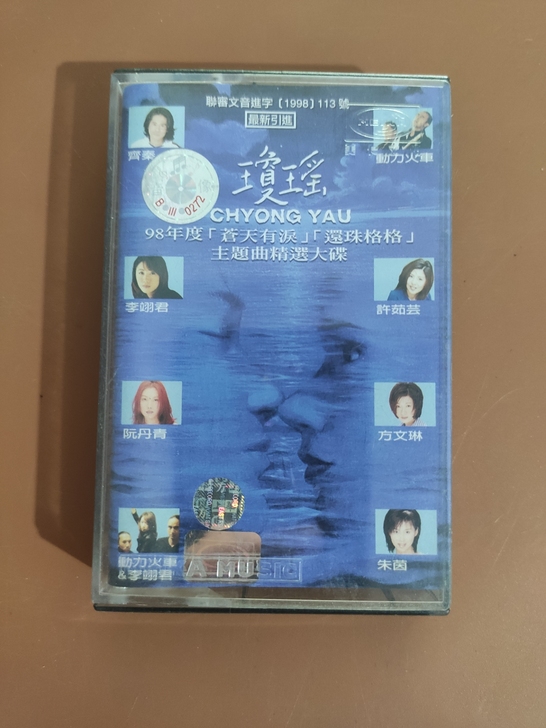 聯審文音進字〔1998〕113號
最新引進
齊秦
動力火車
瓊瑤
CHYONG YAU
98年度「蒼天有淚」「還珠格格」
主題曲精選大碟
B III 0272
李翊君
許茹芸
阮丹青
方文琳
動力火車
&李翊君
朱茵
A MUSIC